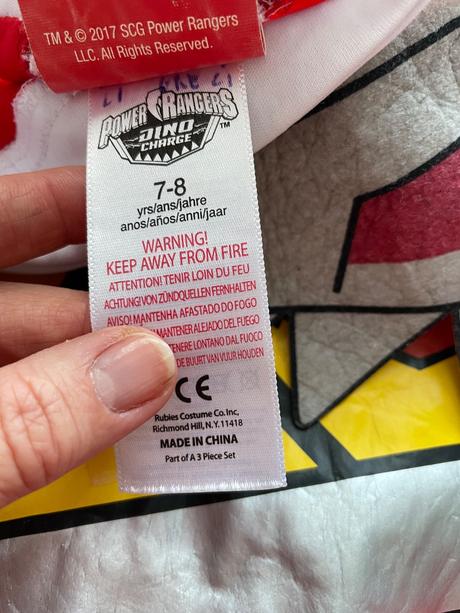 TM & © 2017 SCG Power Rangers
LLC. All Rights Reserved.
POWER RANGERS
DINO
CHARGE™
7-8
yrs/ans/jahre
anos/años/anni/jaar
WARNING!
KEEP AWAY FROM FIRE
ATTENTION! TENIR LOIN DU FEU
ACHTUNG! VON ZÜNDQUELLEN FERNHALTEN
AVISO! MANTENHA AFASTADO DO FOGO
MANTENER ALEJADO DEL FUEGO
TENERE LONTANO DAL FUOCO
DE BUURT VAN VUUR HOUDEN
CE
Rubies Costume Co. Inc,
Richmond Hill, N.Y. 11418
MADE IN CHINA
Part of A 3 Piece Set